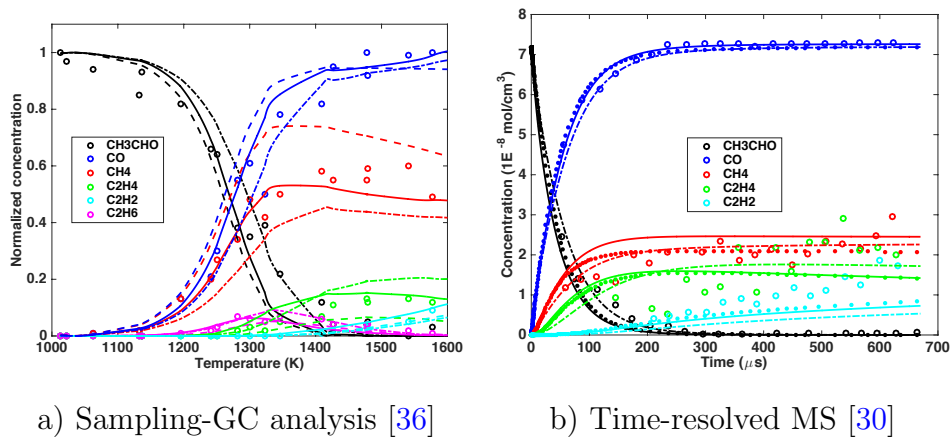 Normalized concentration
1
0.8
0.6
0.4
0.2
0
CH3CHO
CO
CH4
C2H4
C2H2
C2H6
1000 1100 1200 1300 1400 1500 1600
Temperature (K)
Concentration (1E⁻⁸ mol/cm³)
8
7
6
5
4
3
2
1
0
CH3CHO
CO
CH4
C2H4
C2H2
0 100 200 300 400 500 600 700
Time (μs)
a) Sampling-GC analysis [36]
b) Time-resolved MS [30]